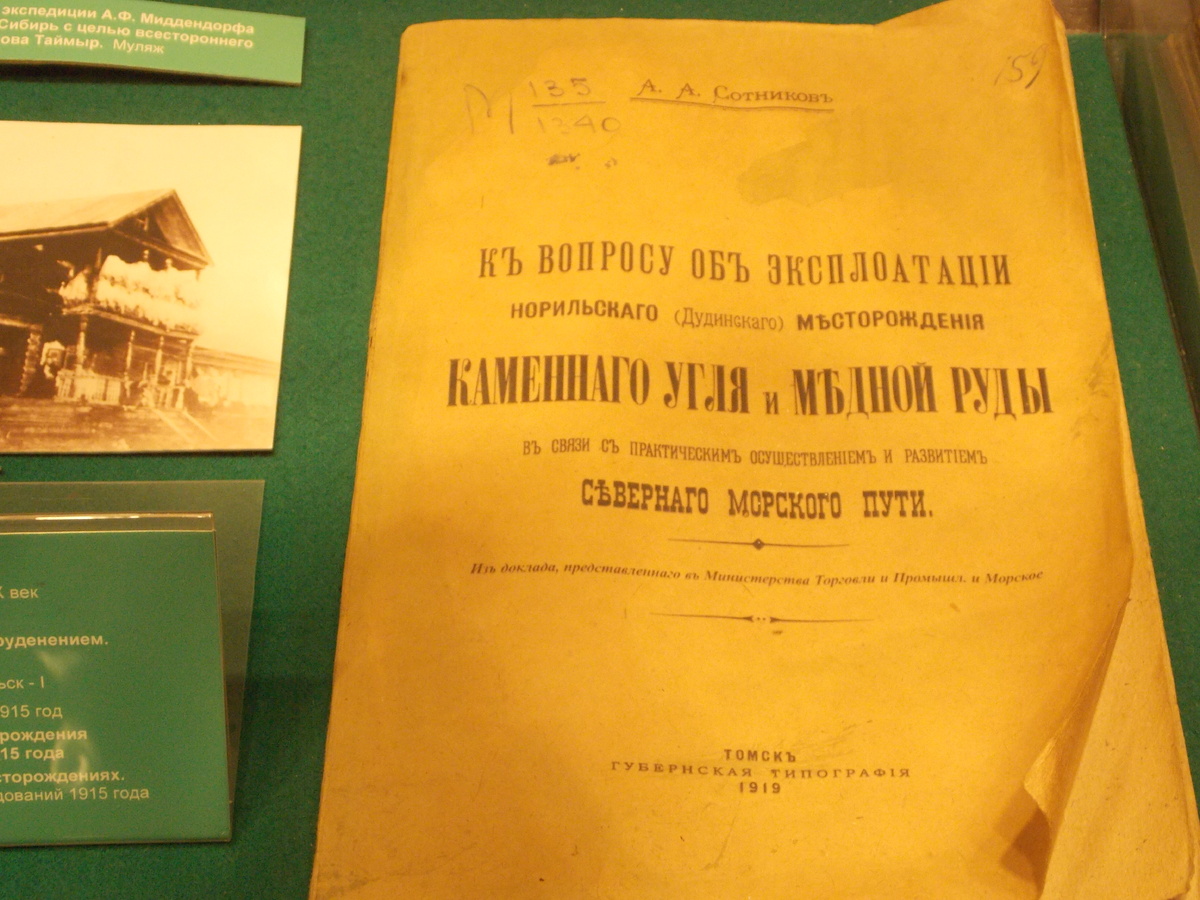 экспедиции А.Ф. Миддендорфа
Сибирь с целью всестороннего
ова Таймыр. Муляж
135
1340
А. А. Сотниковъ
159
КЪ ВОПРОСУ ОБЪ ЭКСПЛОАТАЦІИ
НОРИЛЬСКАГО (Дудинскаго) МѢСТОРОЖДЕНІЯ
КАМЕННАГО УГЛЯ и МѢДНОЙ РУДЫ
ВЪ СВЯЗИ СЪ ПРАКТИЧЕСКИМЪ ОСУЩЕСТВЛЕНІЕМЪ И РАЗВИТІЕМЪ
СѢВЕРНАГО МОРСКОГО ПУТИ.
Изъ доклада, представленнаго въ Министерства Торговли и Промышл. и Морское
ТОМСКЪ
ГУБЕРНСКАЯ ТИПОГРАФІЯ
1919
век
руденением.
ьск - I
915 год
рождения
15 года
сторождениях.
дований 1915 года